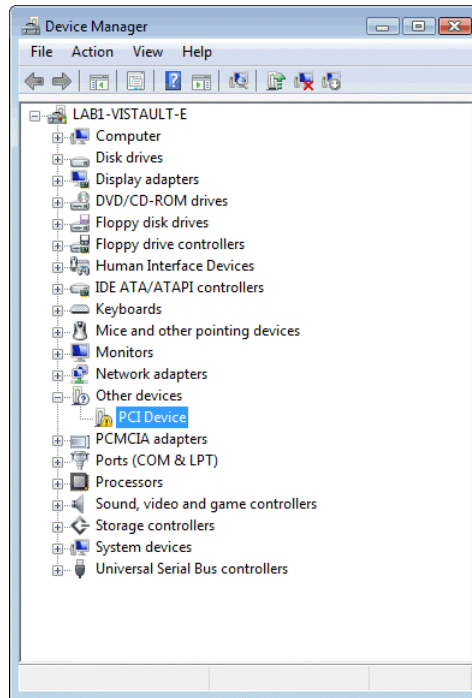 Device Manager
File Action View Help
LAB1-VISTAULT-E
Computer
Disk drives
Display adapters
DVD/CD-ROM drives
Floppy disk drives
Floppy drive controllers
Human Interface Devices
IDE ATA/ATAPI controllers
Keyboards
Mice and other pointing devices
Monitors
Network adapters
Other devices
PCI Device
PCMCIA adapters
Ports (COM & LPT)
Processors
Sound, video and game controllers
Storage controllers
System devices
Universal Serial Bus controllers